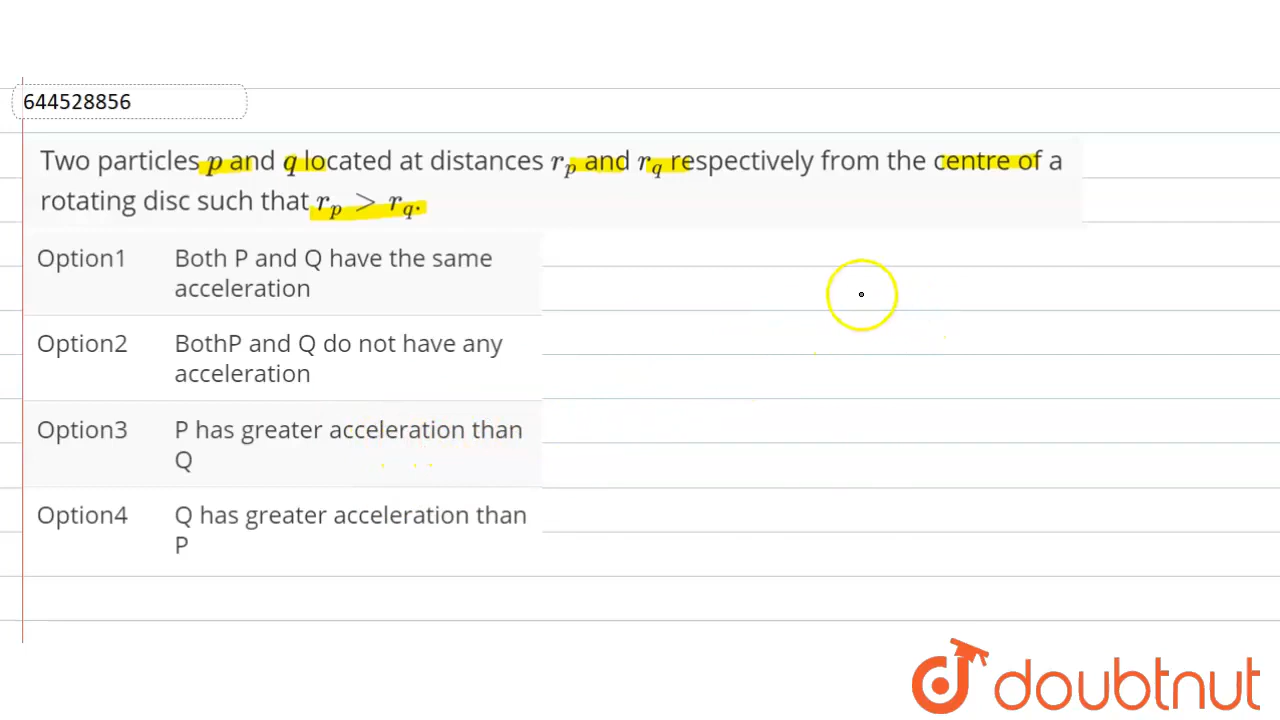 644528856
Two particles p and q located at distances r_p and r_q respectively from the centre of a
rotating disc such that r_p > r_q.
Option1 Both P and Q have the same
acceleration
Option2 BothP and Q do not have any
acceleration
Option3 P has greater acceleration than
Q
Option4 Q has greater acceleration than
P
doubtnut